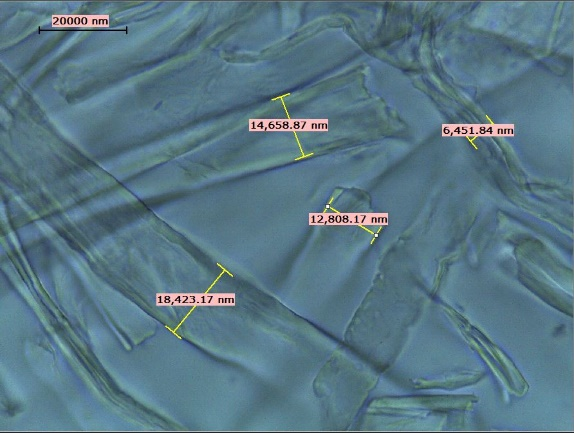 20000 nm
14,658.87 nm
6,451.84 nm
12,808.17 nm
18,423.17 nm